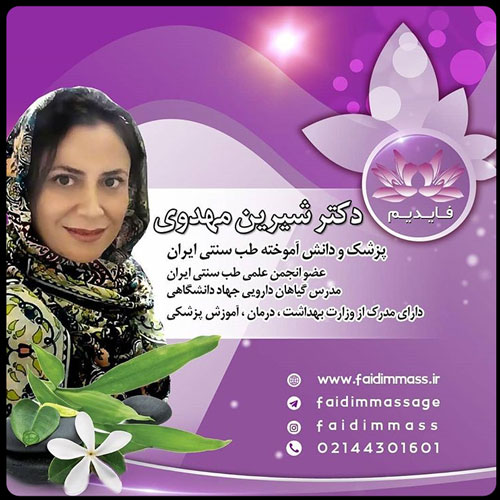 فایدیم
دکتر شیرین مهدوی
پزشک و دانش آموخته طب سنتی ایران
عضو انجمن علمی طب سنتی ایران
مدرس گیاهان دارویی جهاد دانشگاهی
دارای مدرک از وزارت بهداشت ، درمان ، آموزش پزشکی
www.faidimmass.ir
faidimmassage
faidimmass
02144301601